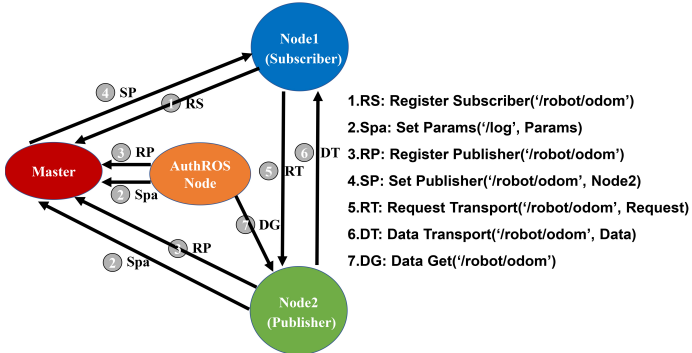 Node1
(Subscriber)
4 SP
1 RS
3 RP
Master
AuthROS
Node
2 Spa
5 RT
6 DT
7 DG
3 RP
2 Spa
Node2
(Publisher)
1.RS: Register Subscriber(‘/robot/odom’)
2.Spa: Set Params(‘/log’, Params)
3.RP: Register Publisher(‘/robot/odom’)
4.SP: Set Publisher(‘/robot/odom’, Node2)
5.RT: Request Transport(‘/robot/odom’, Request)
6.DT: Data Transport(‘/robot/odom’, Data)
7.DG: Data Get(‘/robot/odom’)